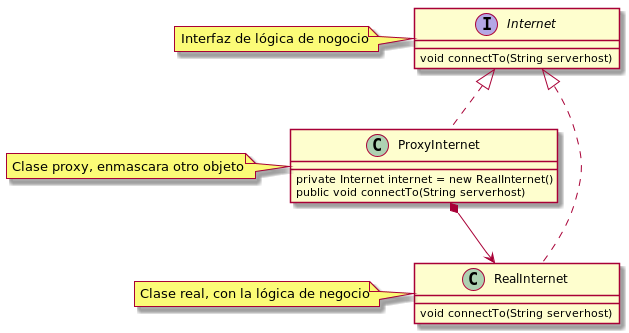 I Internet
Interfaz de lógica de nogocio
void connectTo(String serverhost)
C ProxyInternet
Clase proxy, enmascara otro objeto
private Internet internet = new RealInternet()
public void connectTo(String serverhost)
C RealInternet
Clase real, con la lógica de negocio
void connectTo(String serverhost)